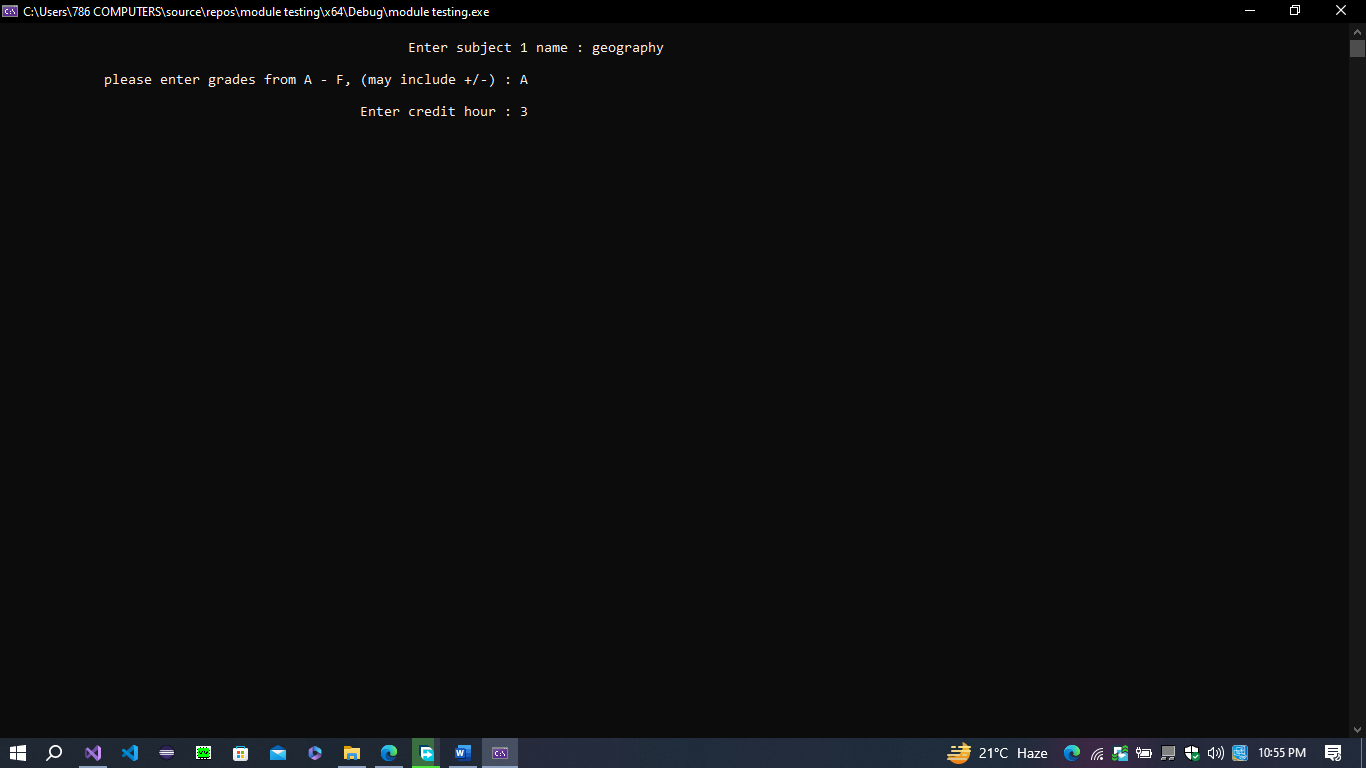 C:\Users\786 COMPUTERS\source\repos\module testing\x64\Debug\module testing.exe
Enter subject 1 name : geography
please enter grades from A - F, (may include +/-) : A
Enter credit hour : 3
21°C Haze 10:55 PM